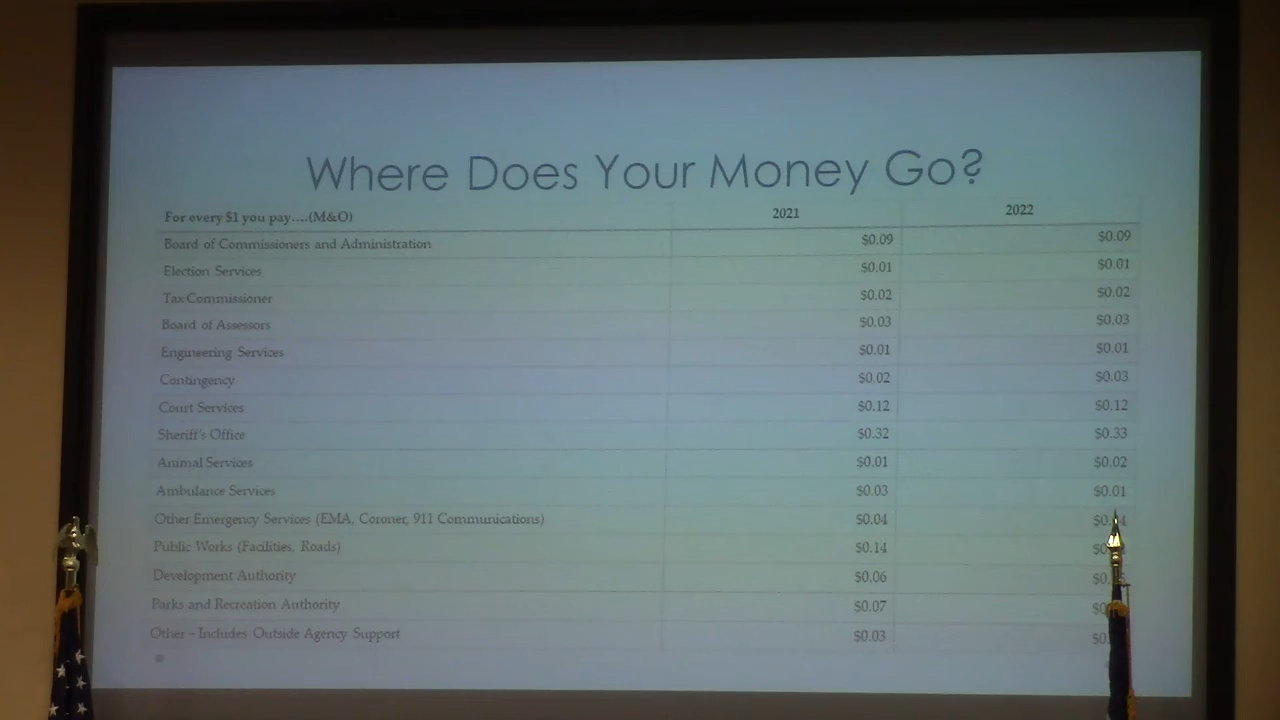 Where Does Your Money Go?
For every $1 you pay....(M&O) 2021 2022
Board of Commissioners and Administration $0.09 $0.09
Election Services $0.01 $0.01
Tax Commissioner $0.02 $0.02
Board of Assessors $0.03 $0.03
Engineering Services $0.01 $0.01
Contingency $0.02 $0.03
Court Services $0.12 $0.12
Sheriff's Office $0.32 $0.33
Animal Services $0.01 $0.02
Ambulance Services $0.03 $0.01
Other Emergency Services (EMA, Coroner, 911 Communications) $0.04
Public Works (Facilities, Roads) $0.14
Development Authority $0.06
Parks and Recreation Authority $0.07
Other – Includes Outside Agency Support $0.03